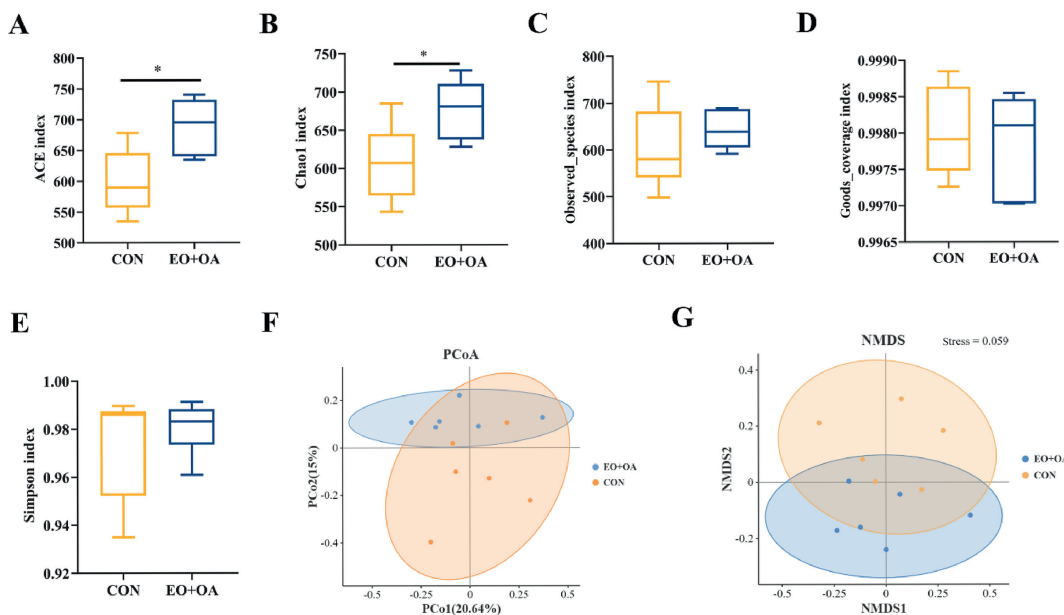 A
ACE index
800
750
700
650
600
550
500
*
CON
EO+OA
B
Chao1 index
750
700
650
600
550
500
*
CON
EO+OA
C
Observed_species index
800
700
600
500
400
CON
EO+OA
D
Goods_coverage index
0.9990
0.9985
0.9980
0.9975
0.9970
0.9965
CON
EO+OA
E
Simpson index
1.00
0.98
0.96
0.94
0.92
CON
EO+OA
F
PCoA
PCo2(15%)
0.2
0
-0.2
-0.4
-0.5
-0.25
0
0.25
0.5
PCo1(20.64%)
EO+OA
CON
G
NMDS
Stress = 0.059
NMDS2
0.4
0.2
0
-0.2
-0.5
-0.25
0
0.25
0.5
NMDS1
EO+OA
CON